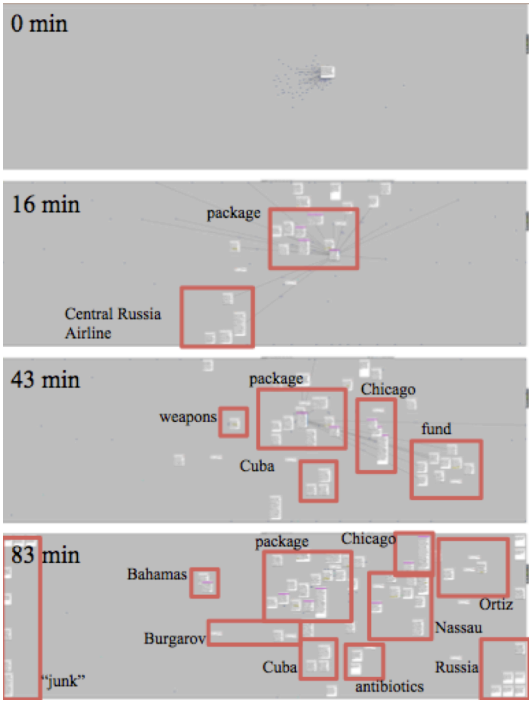 0 min
16 min
package
Central Russia
Airline
43 min
package
Chicago
weapons
fund
Cuba
83 min
package
Chicago
Bahamas
Ortiz
Burgarov
Nassau
Cuba
Russia
"junk"
antibiotics